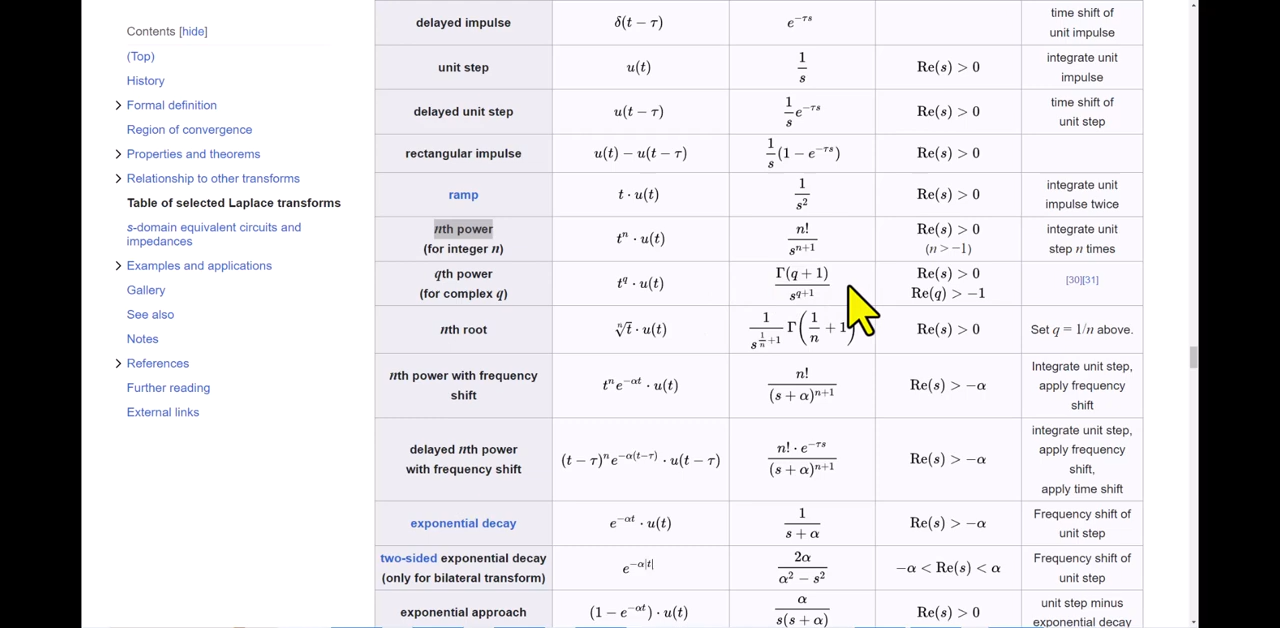 Contents [hide]
(Top)
History
Formal definition
Region of convergence
Properties and theorems
Relationship to other transforms
Table of selected Laplace transforms
s-domain equivalent circuits and
impedances
Examples and applications
Gallery
See also
Notes
References
Further reading
External links
delayed impulse δ(t − τ) e^{−τs} time shift of
unit impulse
unit step u(t) 1/s Re(s) > 0 integrate unit
impulse
delayed unit step u(t − τ) 1/s e^{−τs} Re(s) > 0 time shift of
unit step
rectangular impulse u(t) − u(t − τ) 1/s (1 − e^{−τs}) Re(s) > 0
ramp t · u(t) 1/s² Re(s) > 0 integrate unit
impulse twice
nth power
(for integer n) t^n · u(t) n!/s^{n+1} Re(s) > 0
(n > −1) integrate unit
step n times
qth power
(for complex q) t^q · u(t) Γ(q + 1)/s^{q+1} Re(s) > 0
Re(q) > −1 [30][31]
nth root ⁿ√t · u(t) 1/s^{1/n+1} Γ(1/n + 1) Re(s) > 0 Set q = 1/n above.
nth power with frequency
shift t^n e^{−αt} · u(t) n!/(s + α)^{n+1} Re(s) > −α Integrate unit step,
apply frequency
shift
delayed nth power
with frequency shift (t − τ)^n e^{−α(t−τ)} · u(t − τ) n! · e^{−τs}/(s + α)^{n+1} Re(s) > −α integrate unit step,
apply frequency
shift,
apply time shift
exponential decay e^{−αt} · u(t) 1/(s + α) Re(s) > −α Frequency shift of
unit step
two-sided exponential decay
(only for bilateral transform) e^{−α|t|} 2α/(α² − s²) −α < Re(s) < α Frequency shift of
unit step
exponential approach (1 − e^{−αt}) · u(t) α/s(s + α) Re(s) > 0 unit step minus
exponential decay